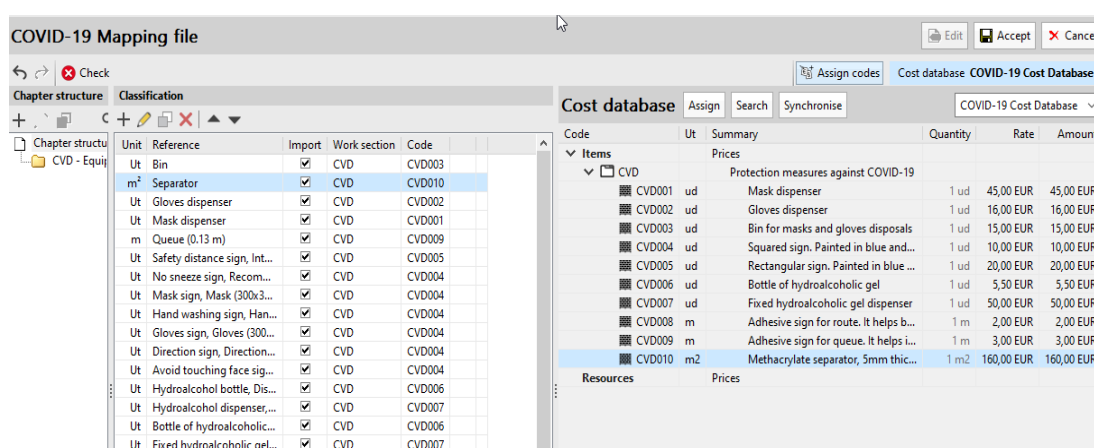 COVID-19 Mapping file
Edit Accept Cance
Check
Assign codes Cost database COVID-19 Cost Database
Chapter structure Classification
Cost database Assign Search Synchronise COVID-19 Cost Database
Chapter structu
CVD - Equip
Unit Reference Import Work section Code
Ut Bin CVD CVD003
m² Separator CVD CVD010
Ut Gloves dispenser CVD CVD002
Ut Mask dispenser CVD CVD001
m Queue (0.13 m) CVD CVD009
Ut Safety distance sign, Int... CVD CVD005
Ut No sneeze sign, Recom... CVD CVD004
Ut Mask sign, Mask (300x3... CVD CVD004
Ut Hand washing sign, Han... CVD CVD004
Ut Gloves sign, Gloves (300... CVD CVD004
Ut Direction sign, Direction... CVD CVD004
Ut Avoid touching face sig... CVD CVD004
Ut Hydroalcohol bottle, Dis... CVD CVD006
Ut Hydroalcohol dispenser,... CVD CVD007
Ut Bottle of hydroalcoholic... CVD CVD006
Ut Fixed hydroalcoholic gel... CVD CVD007
Code Ut Summary Quantity Rate Amoun
Items Prices
CVD Protection measures against COVID-19
CVD001 ud Mask dispenser 1 ud 45,00 EUR 45,00 EUR
CVD002 ud Gloves dispenser 1 ud 16,00 EUR 16,00 EUR
CVD003 ud Bin for masks and gloves disposals 1 ud 15,00 EUR 15,00 EUR
CVD004 ud Squared sign. Painted in blue and... 1 ud 10,00 EUR 10,00 EUR
CVD005 ud Rectangular sign. Painted in blue ... 1 ud 20,00 EUR 20,00 EUR
CVD006 ud Bottle of hydroalcoholic gel 1 ud 5,50 EUR 5,50 EUR
CVD007 ud Fixed hydroalcoholic gel dispenser 1 ud 50,00 EUR 50,00 EUR
CVD008 m Adhesive sign for route. It helps b... 1 m 2,00 EUR 2,00 EUR
CVD009 m Adhesive sign for queue. It helps i... 1 m 3,00 EUR 3,00 EUR
CVD010 m2 Methacrylate separator, 5mm thic... 1 m2 160,00 EUR 160,00 EUR
Resources Prices